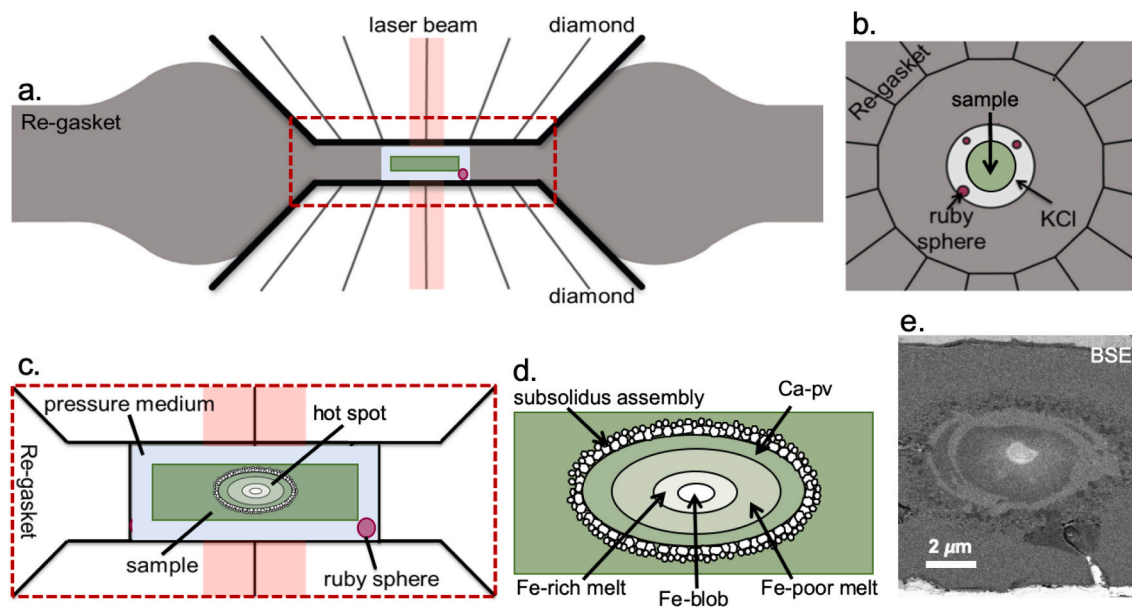 a.
Re-gasket
laser beam
diamond
diamond
b.
Re-gasket
sample
ruby
sphere
KCl
c.
pressure medium
hot spot
Re-gasket
sample
ruby sphere
d.
subsolidus assembly
Ca-pv
Fe-rich melt
Fe-blob
Fe-poor melt
e.
BSE
2 µm